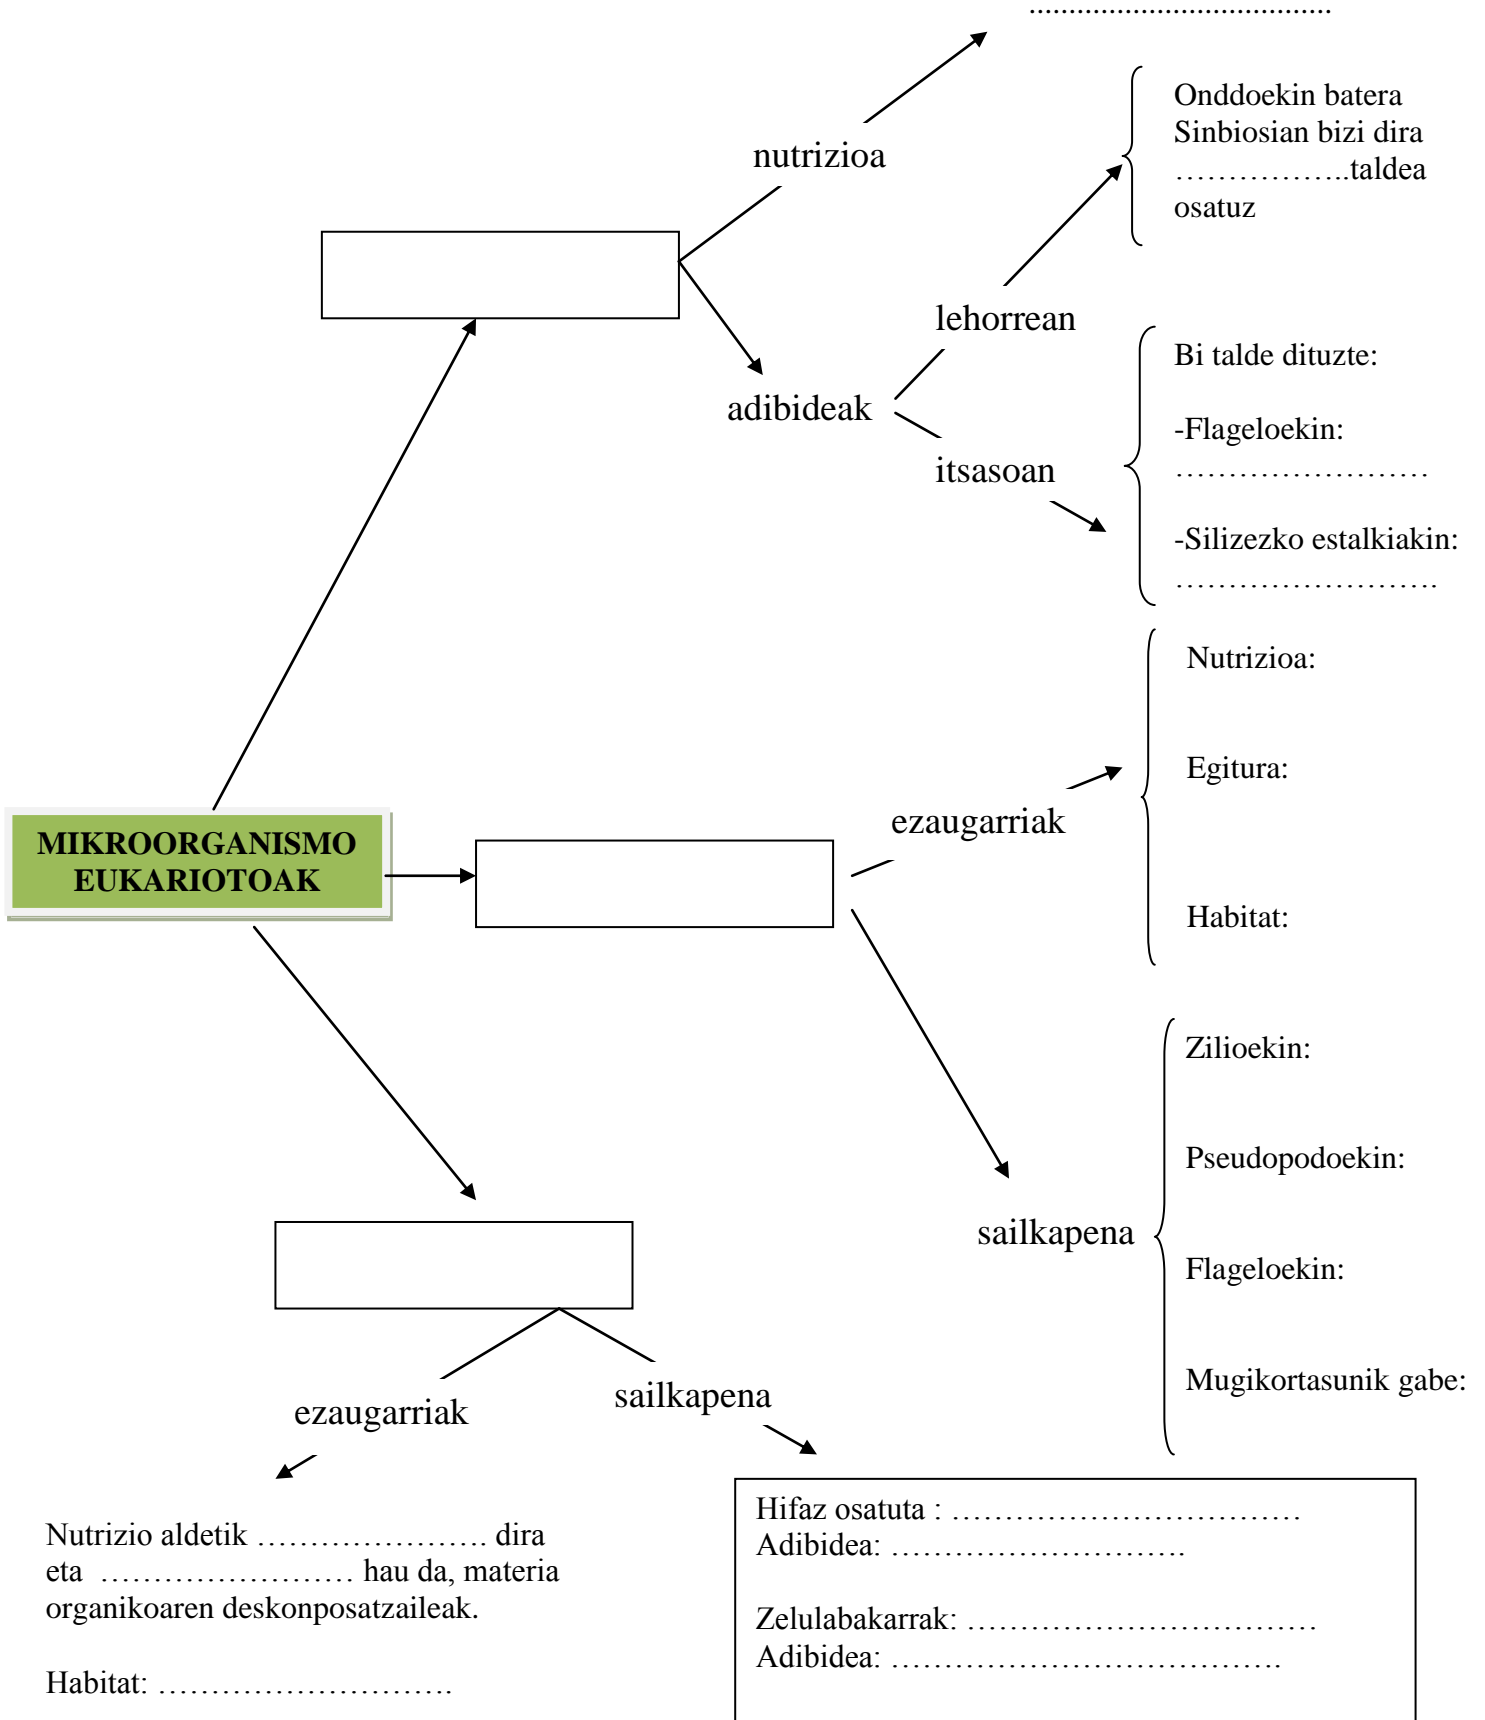 ...................................
nutrizioa
Onddoekin batera
Sinbiosian bizi dira
……………..taldea
osatuz
lehorrean
adibideak
itsasoan
Bi talde dituzte:
-Flageloekin:
……………………
-Silizezko estalkiakin:
…………………….
MIKROORGANISMO
EUKARIOTOAK
ezaugarriak
Nutrizioa:
Egitura:
Habitat:
sailkapena
Zilioekin:
Pseudopodoekin:
Flageloekin:
Mugikortasunik gabe:
ezaugarriak
sailkapena
Nutrizio aldetik …………………. dira
eta …………………… hau da, materia
organikoaren deskonposatzaileak.
Habitat: ……………………….
Hifaz osatuta : ……………………………
Adibidea: ……………………….
Zelulabakarrak: ……………………………
Adibidea: ……………………………….